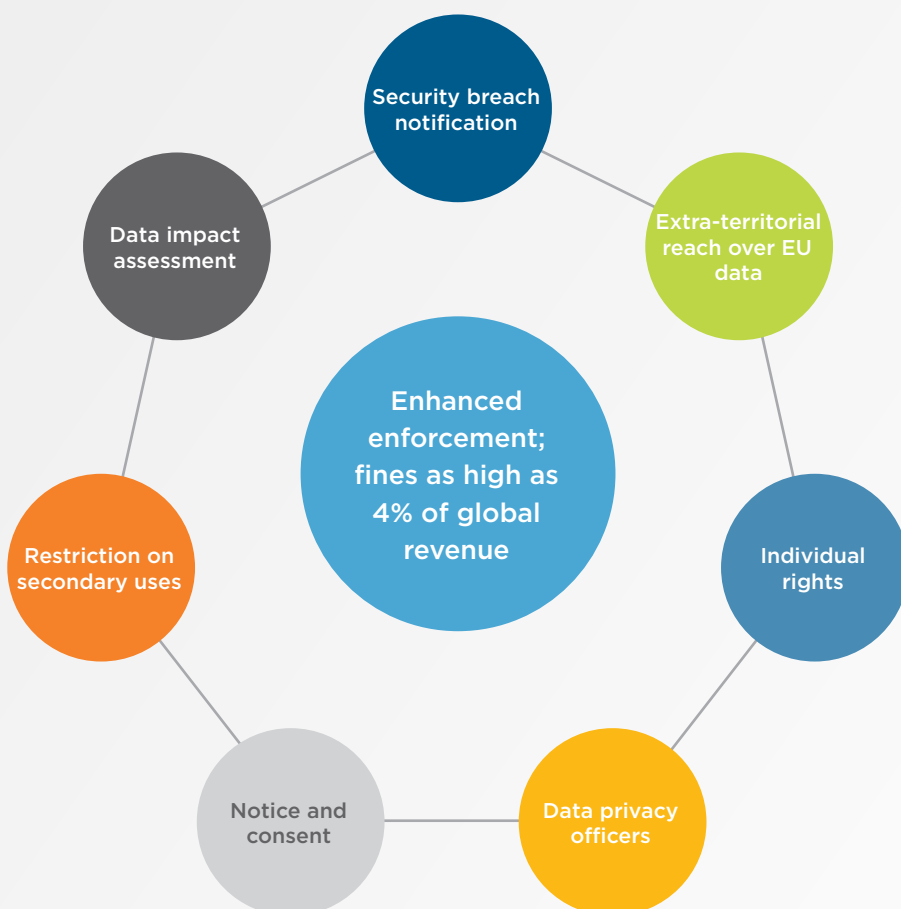 Security breach
notification
Extra-territorial
reach over EU
data
Individual
rights
Data privacy
officers
Notice and
consent
Restriction on
secondary uses
Data impact
assessment
Enhanced
enforcement;
fines as high as
4% of global
revenue